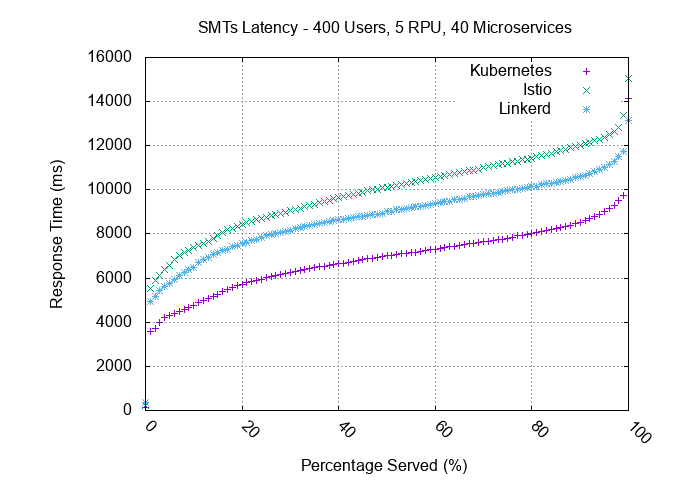 SMTs Latency - 400 Users, 5 RPU, 40 Microservices
Response Time (ms)
16000
14000
12000
10000
8000
6000
4000
2000
0
Kubernetes
Istio
Linkerd
0
20
40
60
80
100
Percentage Served (%)